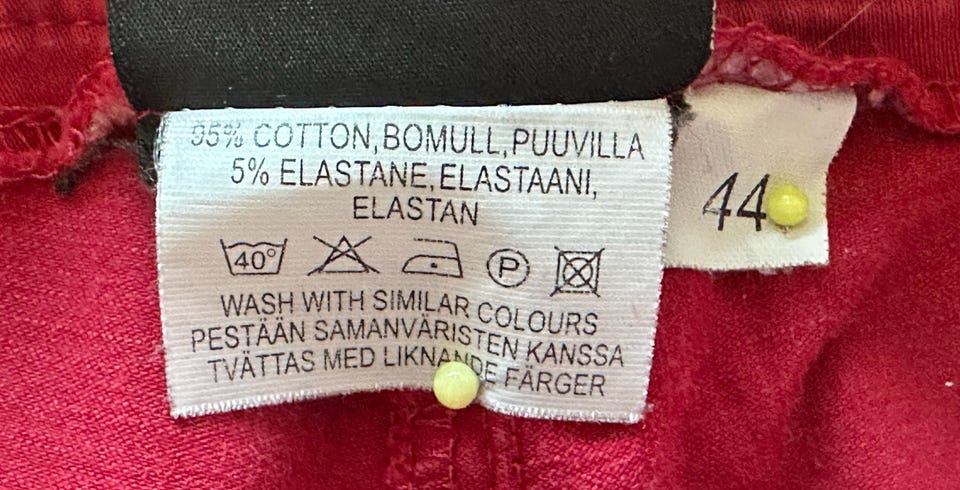 95% COTTON, BOMULL, PUUVILLA
5% ELASTANE, ELASTAANI,
ELASTAN
40°
P
WASH WITH SIMILAR COLOURS
PESTÄÄN SAMANVÄRISTEN KANSSA
TVÄTTAS MED LIKNANDE FÄRGER
44